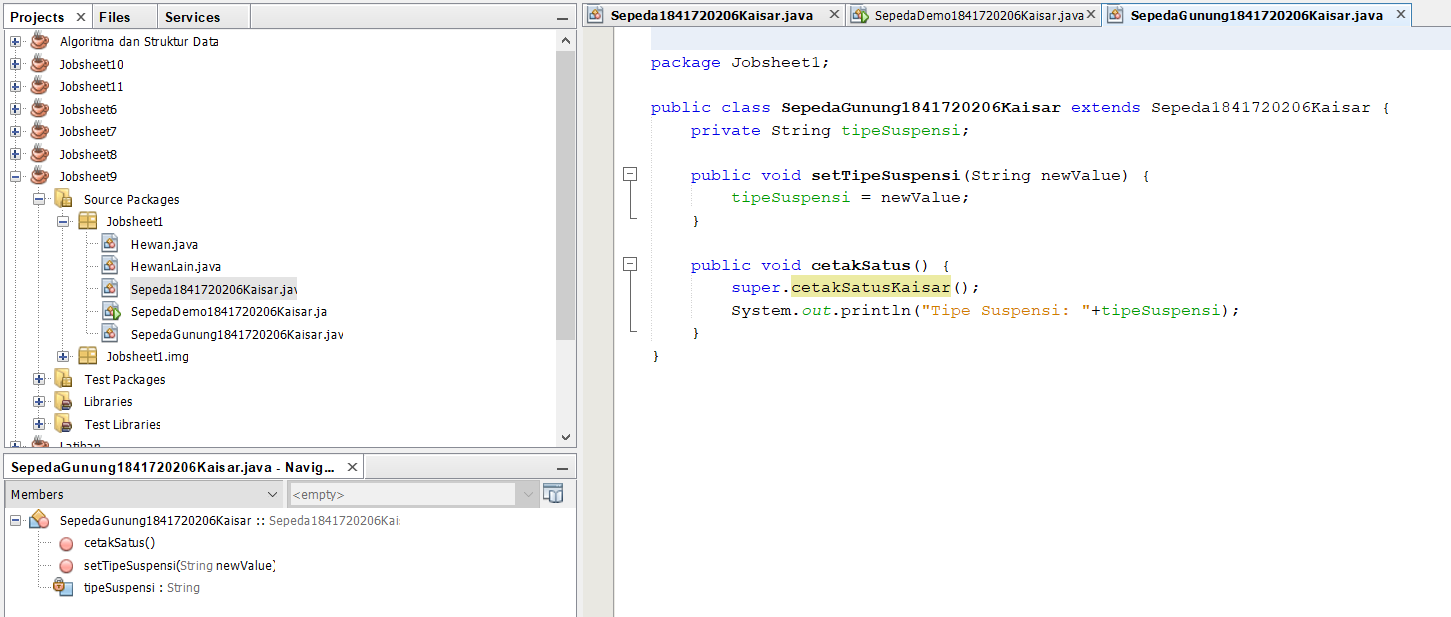 Projects
Files
Services
Algoritma dan Struktur Data
Jobsheet10
Jobsheet11
Jobsheet6
Jobsheet7
Jobsheet8
Jobsheet9
Source Packages
Jobsheet1
Hewan.java
HewanLain.java
Sepeda1841720206Kaisar.jav
SepedaDemo1841720206Kaisar.ja
SepedaGunung1841720206Kaisar.jav
Jobsheet1.img
Test Packages
Libraries
Test Libraries
Latihan
SepedaGunung1841720206Kaisar.java - Navig...
Members
<empty>
SepedaGunung1841720206Kaisar :: Sepeda1841720206Kai
cetakSatus()
setTipeSuspensi(String newValue)
tipeSuspensi : String
Sepeda1841720206Kaisar.java
SepedaDemo1841720206Kaisar.java
SepedaGunung1841720206Kaisar.java
package Jobsheet1;
public class SepedaGunung1841720206Kaisar extends Sepeda1841720206Kaisar {
private String tipeSuspensi;
public void setTipeSuspensi(String newValue) {
tipeSuspensi = newValue;
}
public void cetakSatus() {
super.cetakSatusKaisar();
System.out.println("Tipe Suspensi: "+tipeSuspensi);
}
}